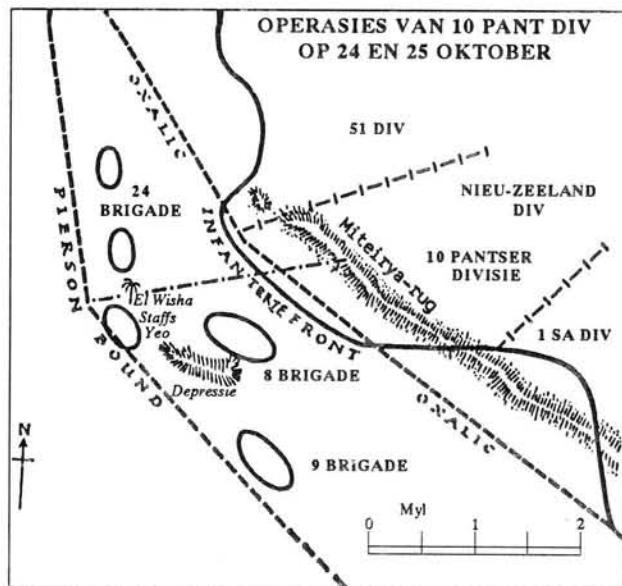 OPERASIES VAN 10 PANT DIV
OP 24 EN 25 OKTOBER
OXALIC
51 DIV
24
BRIGADE
NIEU-ZEELAND
DIV
PIERSON
BOUND
INFANTERIE FRONT
Miteirya-rug
10 PANTSER
DIVISIE
El Wisha
Staffs
Yeo
1 SA DIV
8 BRIGADE
Depressie
OXALIC
N
9 BRIGADE
Myl
0 1 2